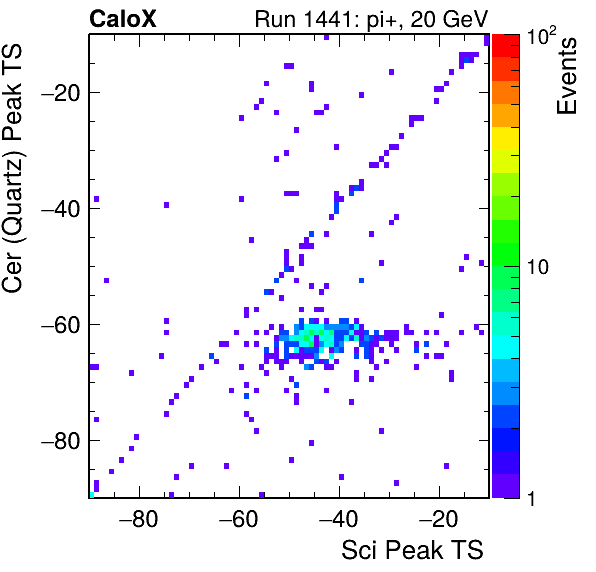 CaloX Run 1441: pi+, 20 GeV
Cer (Quartz) Peak TS
−20
−40
−60
−80
−80 −60 −40 −20
Sci Peak TS
Events
10²
10
1